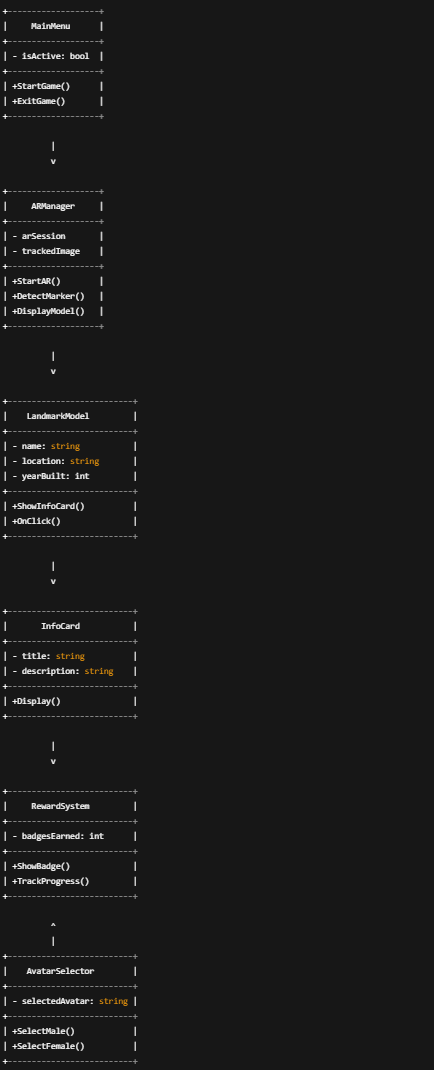 +-------------------+
|     MainMenu      |
+-------------------+
| - isActive: bool  |
+-------------------+
| +StartGame()      |
| +ExitGame()       |
+-------------------+
          |
          v
+-------------------+
|     ARManager     |
+-------------------+
| - arSession       |
| - trackedImage    |
+-------------------+
| +StartAR()        |
| +DetectMarker()   |
| +DisplayModel()   |
+-------------------+
          |
          v
+--------------------------+
|    LandmarkModel         |
+--------------------------+
| - name: string           |
| - location: string       |
| - yearBuilt: int         |
+--------------------------+
| +ShowInfoCard()          |
| +OnClick()               |
+--------------------------+
          |
          v
+--------------------------+
|       InfoCard           |
+--------------------------+
| - title: string          |
| - description: string    |
+--------------------------+
| +Display()               |
+--------------------------+
          |
          v
+--------------------------+
|     RewardSystem         |
+--------------------------+
| - badgesEarned: int      |
+--------------------------+
| +ShowBadge()             |
| +TrackProgress()         |
+--------------------------+
          ^
          |
+--------------------------+
|    AvatarSelector        |
+--------------------------+
| - selectedAvatar: string |
+--------------------------+
| +SelectMale()            |
| +SelectFemale()          |
+--------------------------+